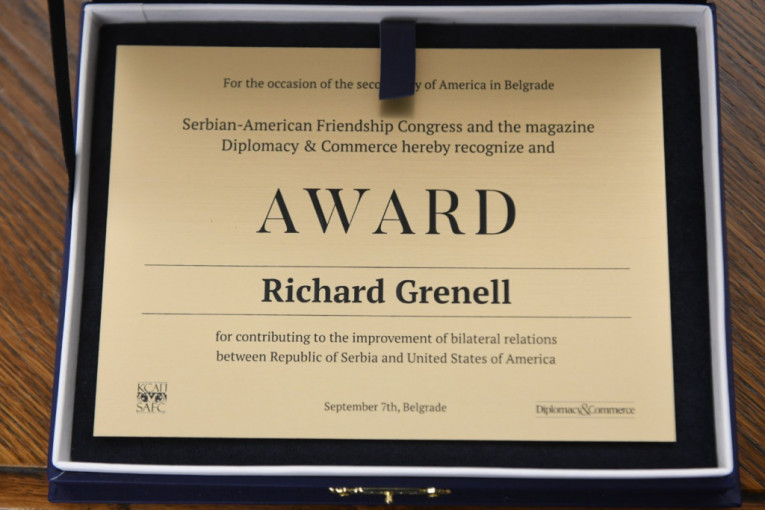 For the occasion of the y of America in Belgrade
Serbian-American Friendship Congress and the magazine
Diplomacy & Commerce hereby recognize and
AWARD
Richard Grenell
for contributing to the improvement of bilateral relations
between Republic of Serbia and United States of America
КСАП
SAFC
September 7th, Belgrade
Diplomacy&Commerce